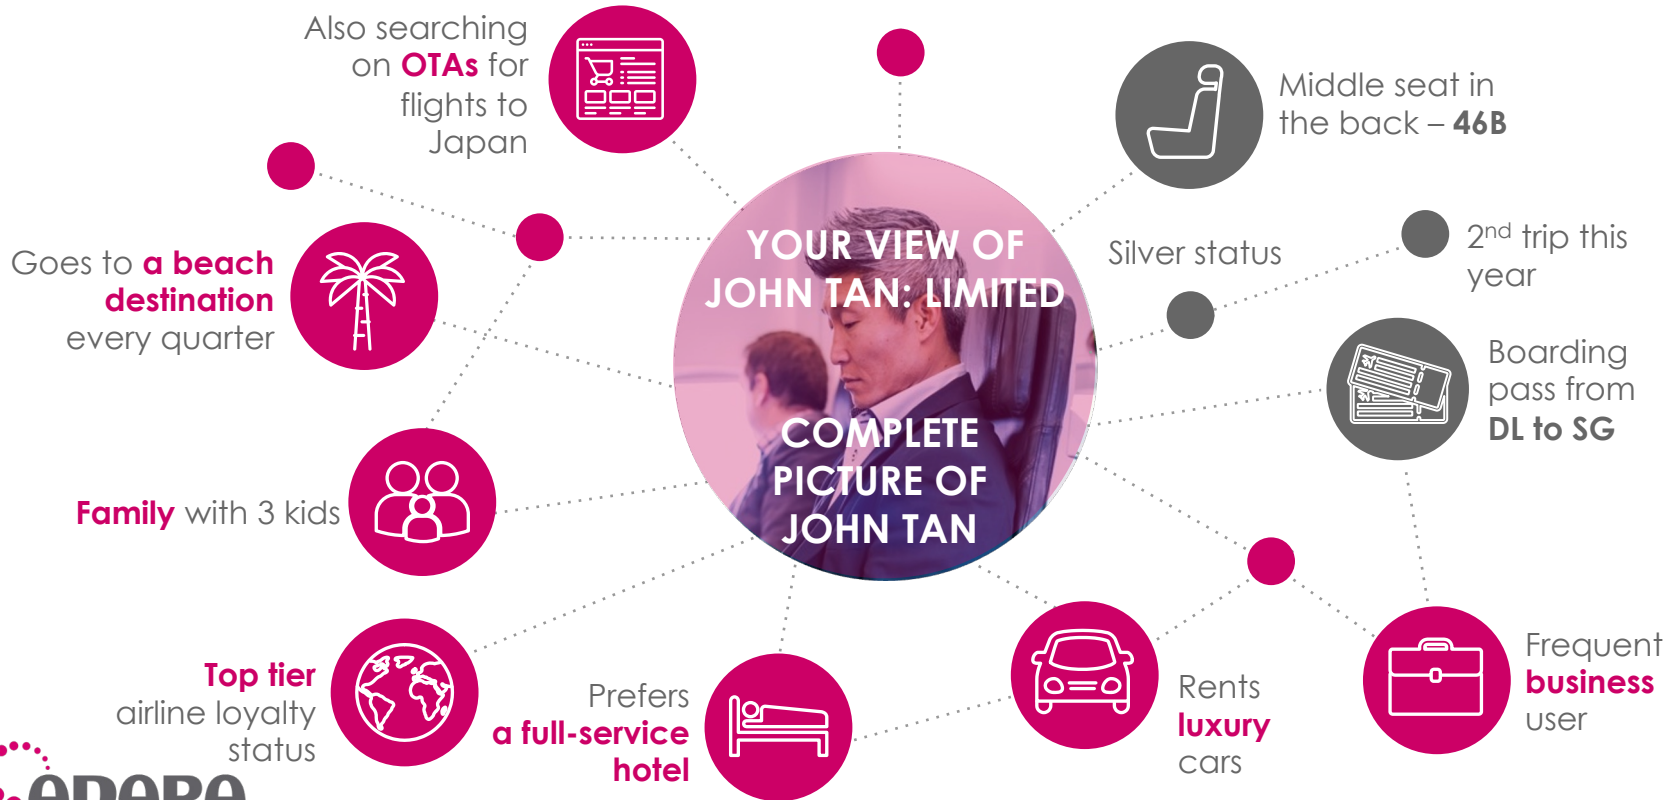 Also searching
on OTAs for
flights to
Japan
Middle seat in
the back – 46B
YOUR VIEW OF
JOHN TAN: LIMITED
Silver status
2nd trip this
year
Goes to a beach
destination
every quarter
Boarding
pass from
DL to SG
COMPLETE
PICTURE OF
JOHN TAN
Family with 3 kids
Top tier
airline loyalty
status
Prefers
a full-service
hotel
Rents
luxury
cars
Frequent
business
user